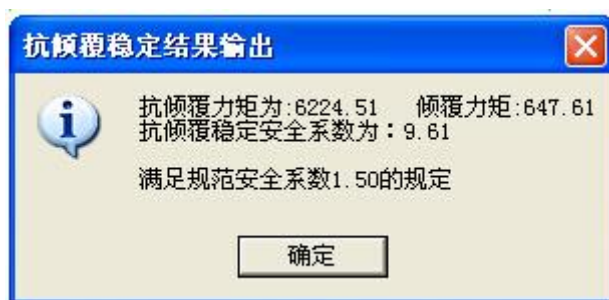 抗倾覆稳定结果输出
抗倾覆力矩为:6224.51 倾覆力矩:647.61
抗倾覆稳定安全系数为：9.61
满足规范安全系数1.50的规定
确定